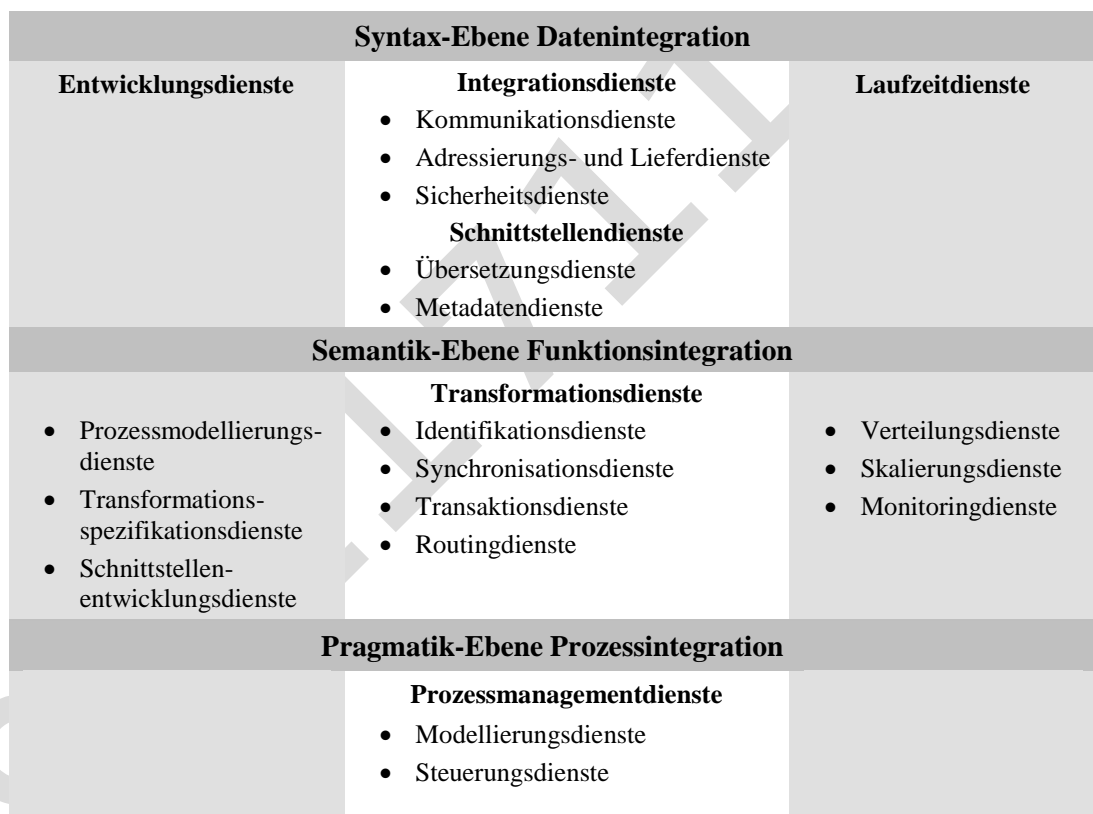 Syntax-Ebene Datenintegration
Entwicklungsdienste
Integrationsdienste
• Kommunikationsdienste
• Adressierungs- und Lieferdienste
• Sicherheitsdienste
Schnittstellendienste
• Übersetzungsdienste
• Metadatendienste
Laufzeitdienste
Semantik-Ebene Funktionsintegration
• Prozessmodellierungs-
dienste
• Transformations-
spezifikationsdienste
• Schnittstellen-
entwicklungsdienste
Transformationsdienste
• Identifikationsdienste
• Synchronisationsdienste
• Transaktionsdienste
• Routingdienste
• Verteilungsdienste
• Skalierungsdienste
• Monitoringdienste
Pragmatik-Ebene Prozessintegration
Prozessmanagementdienste
• Modellierungsdienste
• Steuerungsdienste